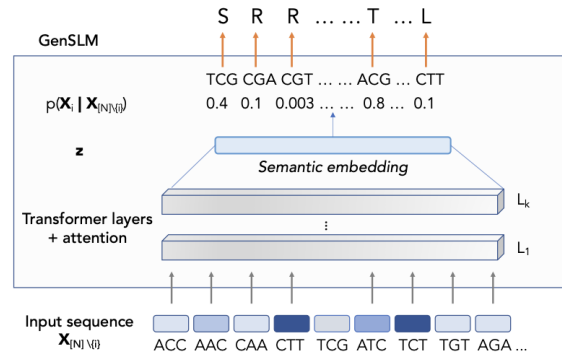 S R R ... ... T ... L
GenSLM
TCG CGA CGT ... ... ACG ... CTT
p(Xi | X[N]\{i})
0.4 0.1 0.003 ... ... 0.8 ... 0.1
z
Semantic embedding
Transformer layers
+ attention
Lk
⋮
L1
Input sequence
X[N] \{i}
ACC AAC CAA CTT TCG ATC TCT TGT AGA ...